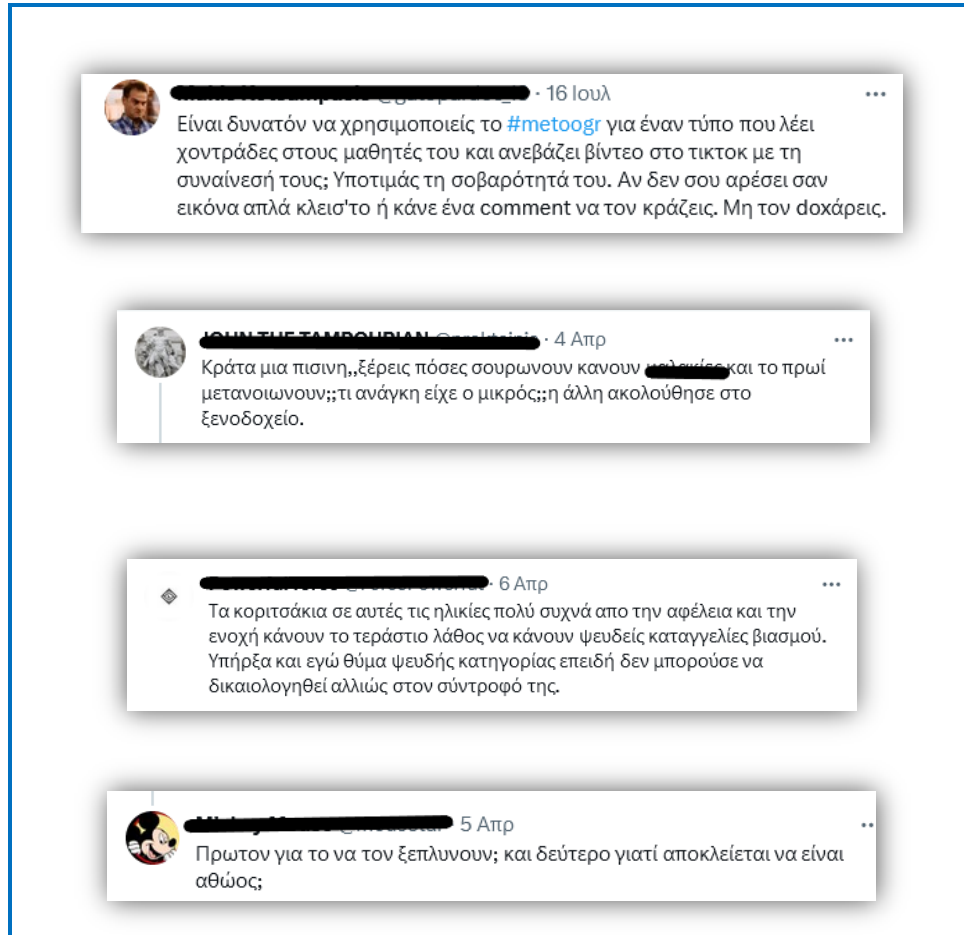 · 16 Ιουλ
Είναι δυνατόν να χρησιμοποιείς το #metoogr για έναν τύπο που λέει
χοντράδες στους μαθητές του και ανεβάζει βίντεο στο τικτοκ με τη
συναίνεσή τους; Υποτιμάς τη σοβαρότητά του. Αν δεν σου αρέσει σαν
εικόνα απλά κλεισ'το ή κάνε ένα comment να τον κράζεις. Μη τον doxάρεις.
· 4 Απρ
Κράτα μια πισινη,,ξέρεις πόσες σουρωνουν κανουν και το πρωί
μετανοιωνουν;;τι ανάγκη είχε ο μικρός;;η άλλη ακολούθησε στο
ξενοδοχείο.
· 6 Απρ
Τα κοριτσάκια σε αυτές τις ηλικίες πολύ συχνά απο την αφέλεια και την
ενοχή κάνουν το τεράστιο λάθος να κάνουν ψευδείς καταγγελίες βιασμού.
Υπήρξα και εγώ θύμα ψευδής κατηγορίας επειδή δεν μπορούσε να
δικαιολογηθεί αλλιώς στον σύντροφό της.
5 Απρ
Πρωτον για το να τον ξεπλυνουν; και δεύτερο γιατί αποκλείεται να είναι
αθώος;